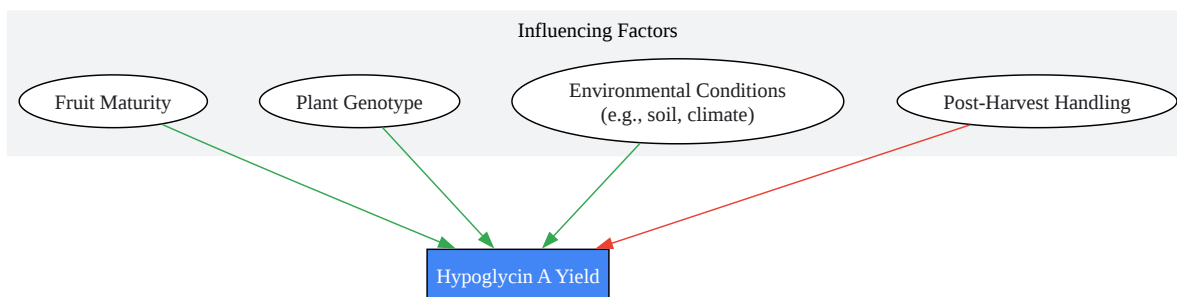 Influencing Factors
Fruit Maturity
Plant Genotype
Environmental Conditions
(e.g., soil, climate)
Post-Harvest Handling
Hypoglycin A Yield